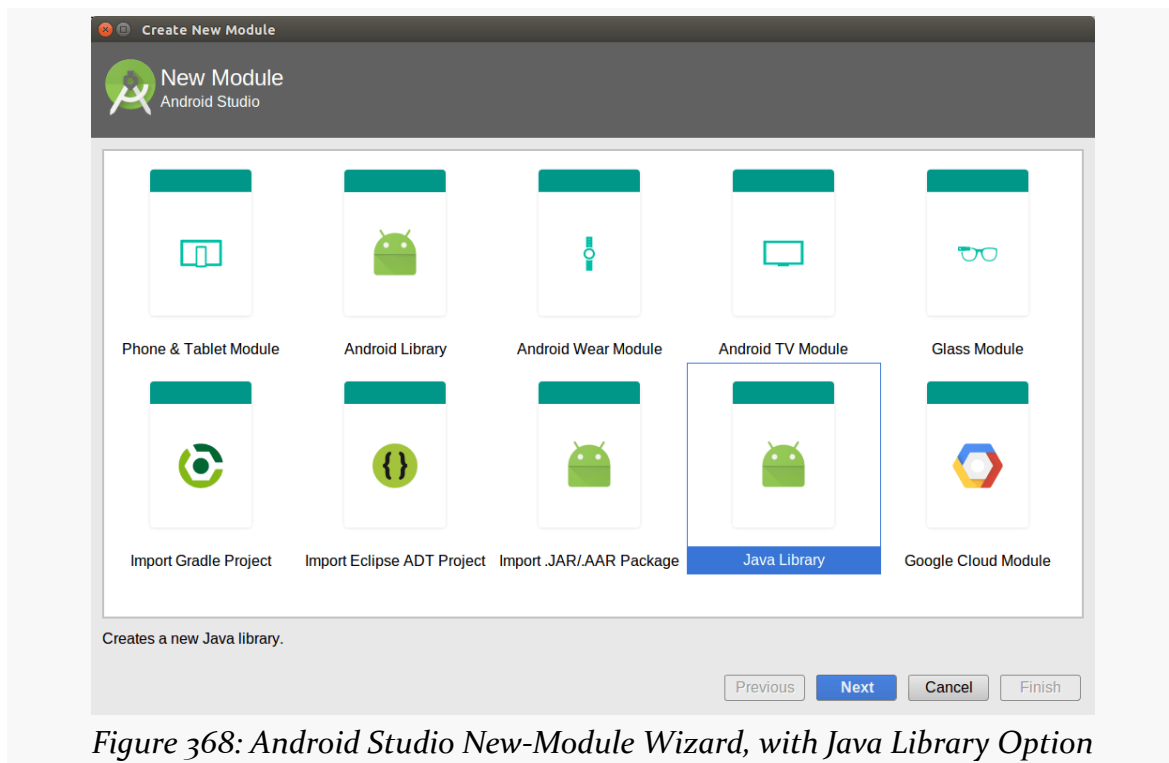 Create New Module
New Module
Android Studio
Phone & Tablet Module
Android Library
Android Wear Module
Android TV Module
Glass Module
{}
Import Gradle Project
Import Eclipse ADT Project
Import .JAR/.AAR Package
Java Library
Google Cloud Module
Creates a new Java library.
Previous
Next
Cancel
Finish
Figure 368: Android Studio New-Module Wizard, with Java Library Option